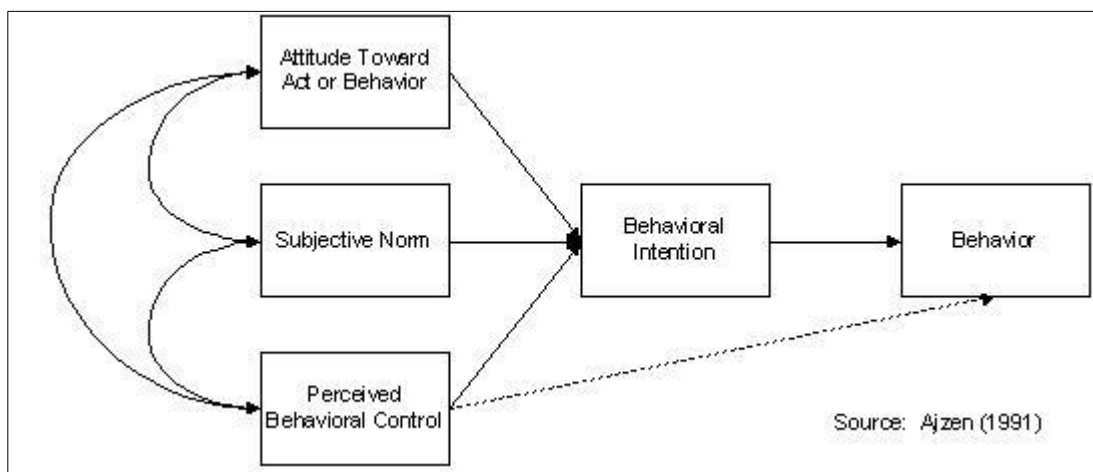 Attitude Toward
Act or Behavior
Subjective Norm
Behavioral
Intention
Behavior
Perceived
Behavioral Control
Source: Ajzen (1991)